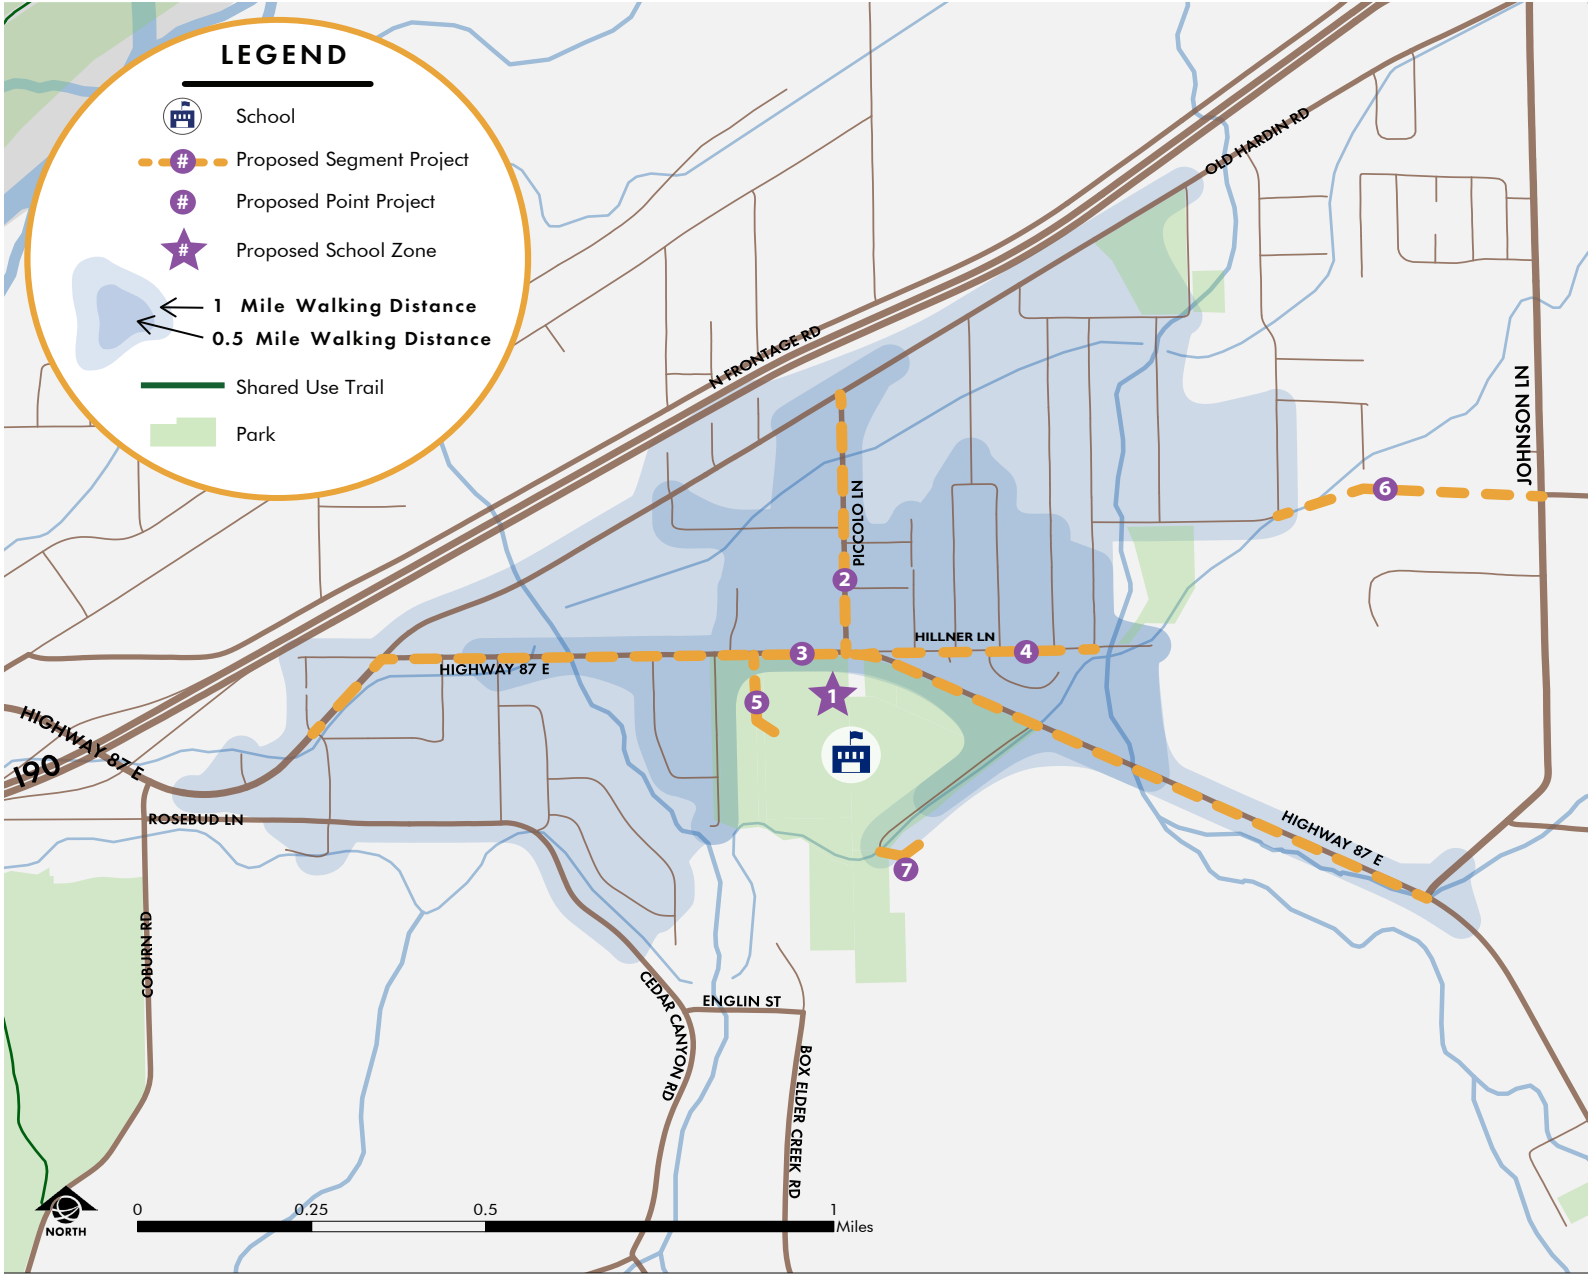 LEGEND
School
# Proposed Segment Project
# Proposed Point Project
# Proposed School Zone
1 Mile Walking Distance
0.5 Mile Walking Distance
Shared Use Trail
Park
OLD HARDIN RD
N FRONTAGE RD
JOHNSON LN
6
PICCOLO LN
2
HILLNER LN
3
4
HIGHWAY 87 E
1
5
HIGHWAY 87 E
I90
ROSEBUD LN
HIGHWAY 87 E
7
COBURN RD
CEDAR CANYON RD
ENGLIN ST
BOX ELDER CREEK RD
NORTH
0 0.25 0.5 1
Miles